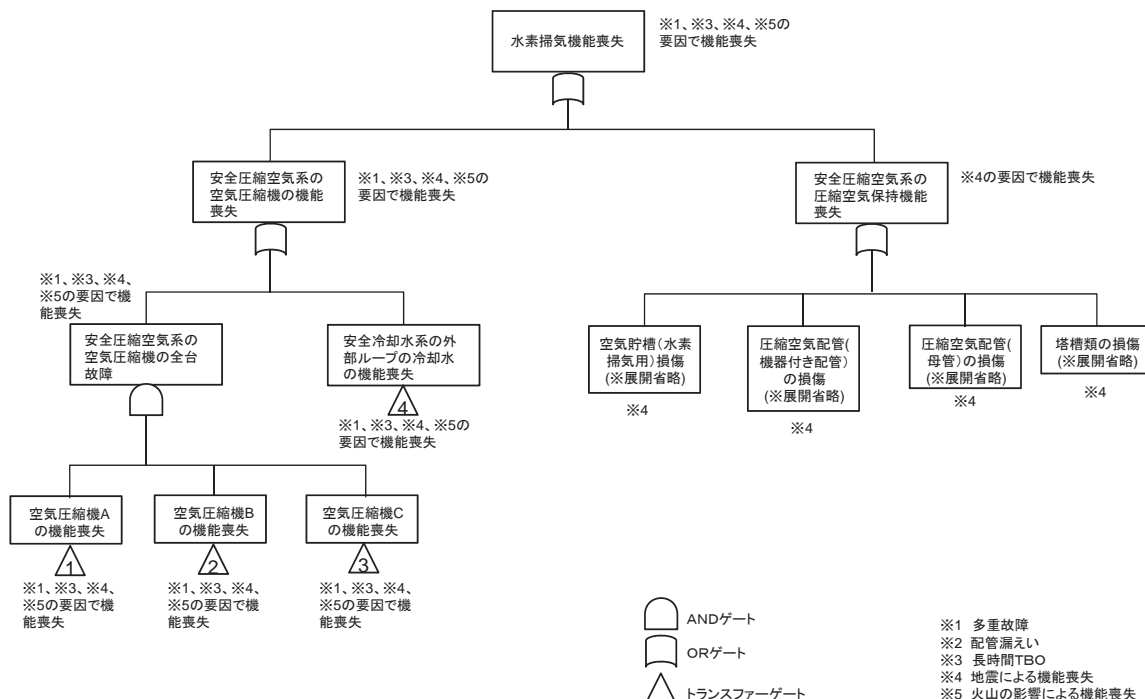 水素掃気機能喪失
※1、※3、※4、※5の
要因で機能喪失
安全圧縮空気系の
空気圧縮機の機能
喪失
※1、※3、※4、※5の
要因で機能喪失
安全圧縮空気系の
圧縮空気保持機能
喪失
※4の要因で機能喪失
※1、※3、※4、
※5の要因で機
能喪失
安全圧縮空気系の
空気圧縮機の全台
故障
安全冷却水系の外
部ループの冷却水
の機能喪失
4
※1、※3、※4、※5の
要因で機能喪失
空気貯槽(水素
掃気用)損傷
(※展開省略)
※4
圧縮空気配管(
機器付き配管)
の損傷
(※展開省略)
※4
圧縮空気配管(
母管)の損傷
(※展開省略)
※4
塔槽類の損傷
(※展開省略)
※4
空気圧縮機A
の機能喪失
1
※1、※3、※4、
※5の要因で機
能喪失
空気圧縮機B
の機能喪失
2
※1、※3、※4、
※5の要因で機
能喪失
空気圧縮機C
の機能喪失
3
※1、※3、※4、
※5の要因で機
能喪失
ANDゲート
ORゲート
トランスファーゲート
※1 多重故障
※2 配管漏えい
※3 長時間TBO
※4 地震による機能喪失
※5 火山の影響による機能喪失